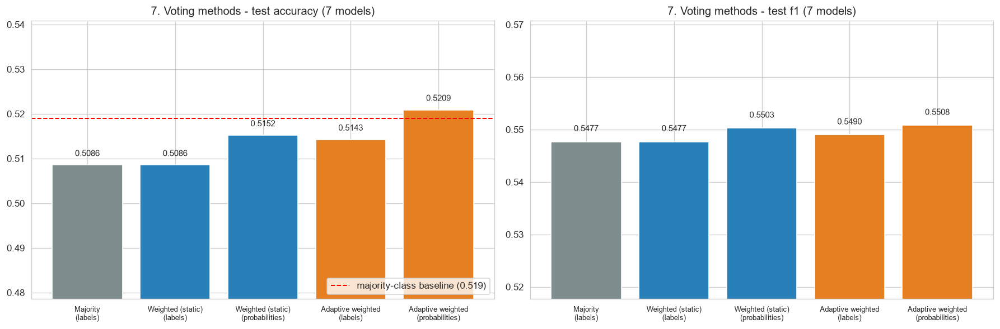 7. Voting methods - test accuracy (7 models)
0.54
0.53
0.52
0.51
0.50
0.49
0.48
0.5086
0.5086
0.5152
0.5143
0.5209
majority-class baseline (0.519)
Majority
(labels)
Weighted (static)
(labels)
Weighted (static)
(probabilities)
Adaptive weighted
(labels)
Adaptive weighted
(probabilities)
7. Voting methods - test f1 (7 models)
0.57
0.56
0.55
0.54
0.53
0.52
0.5477
0.5477
0.5503
0.5490
0.5508
Majority
(labels)
Weighted (static)
(labels)
Weighted (static)
(probabilities)
Adaptive weighted
(labels)
Adaptive weighted
(probabilities)